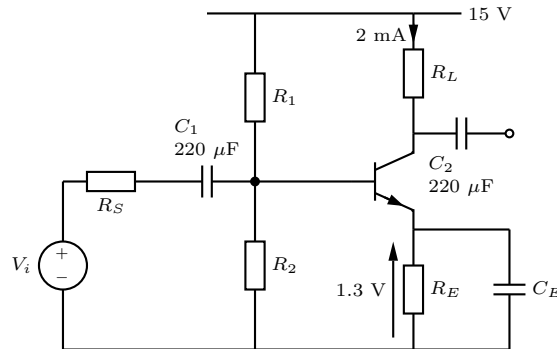 15 V
2 mA
R_L
R_1
C_1
220 μF
C_2
220 μF
R_S
V_i
+
−
R_2
1.3 V
R_E
C_E